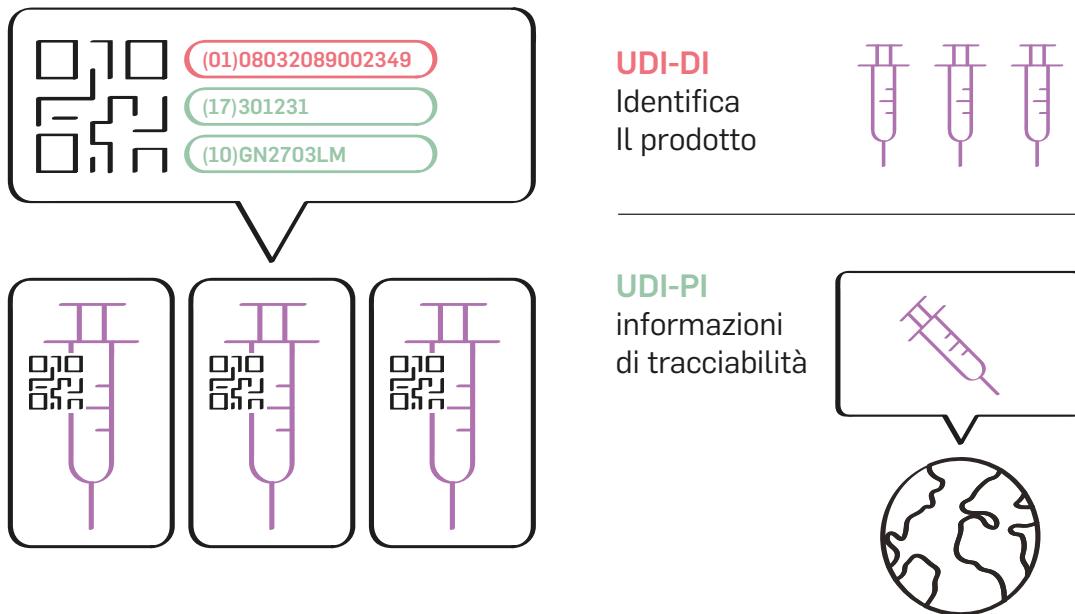 (01)08032089002349
(17)301231
(10)GN2703LM
UDI-DI
Identifica
Il prodotto
UDI-PI
informazioni
di tracciabilità